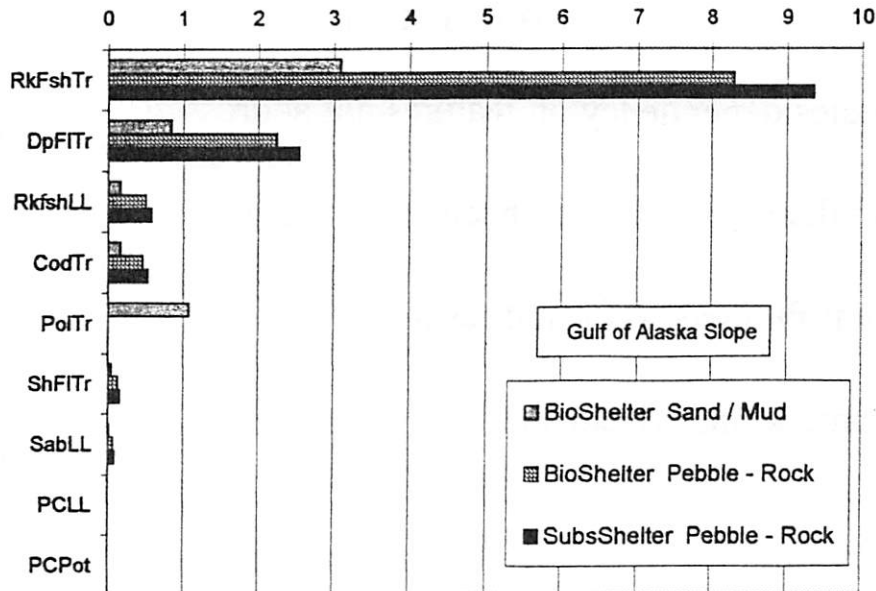 0 1 2 3 4 5 6 7 8 9 10
RkFshTr
DpFlTr
RkfshLL
CodTr
PolTr
Gulf of Alaska Slope
ShFlTr
BioShelter Sand / Mud
SabLL
BioShelter Pebble - Rock
PCLL
SubsShelter Pebble - Rock
PCPot